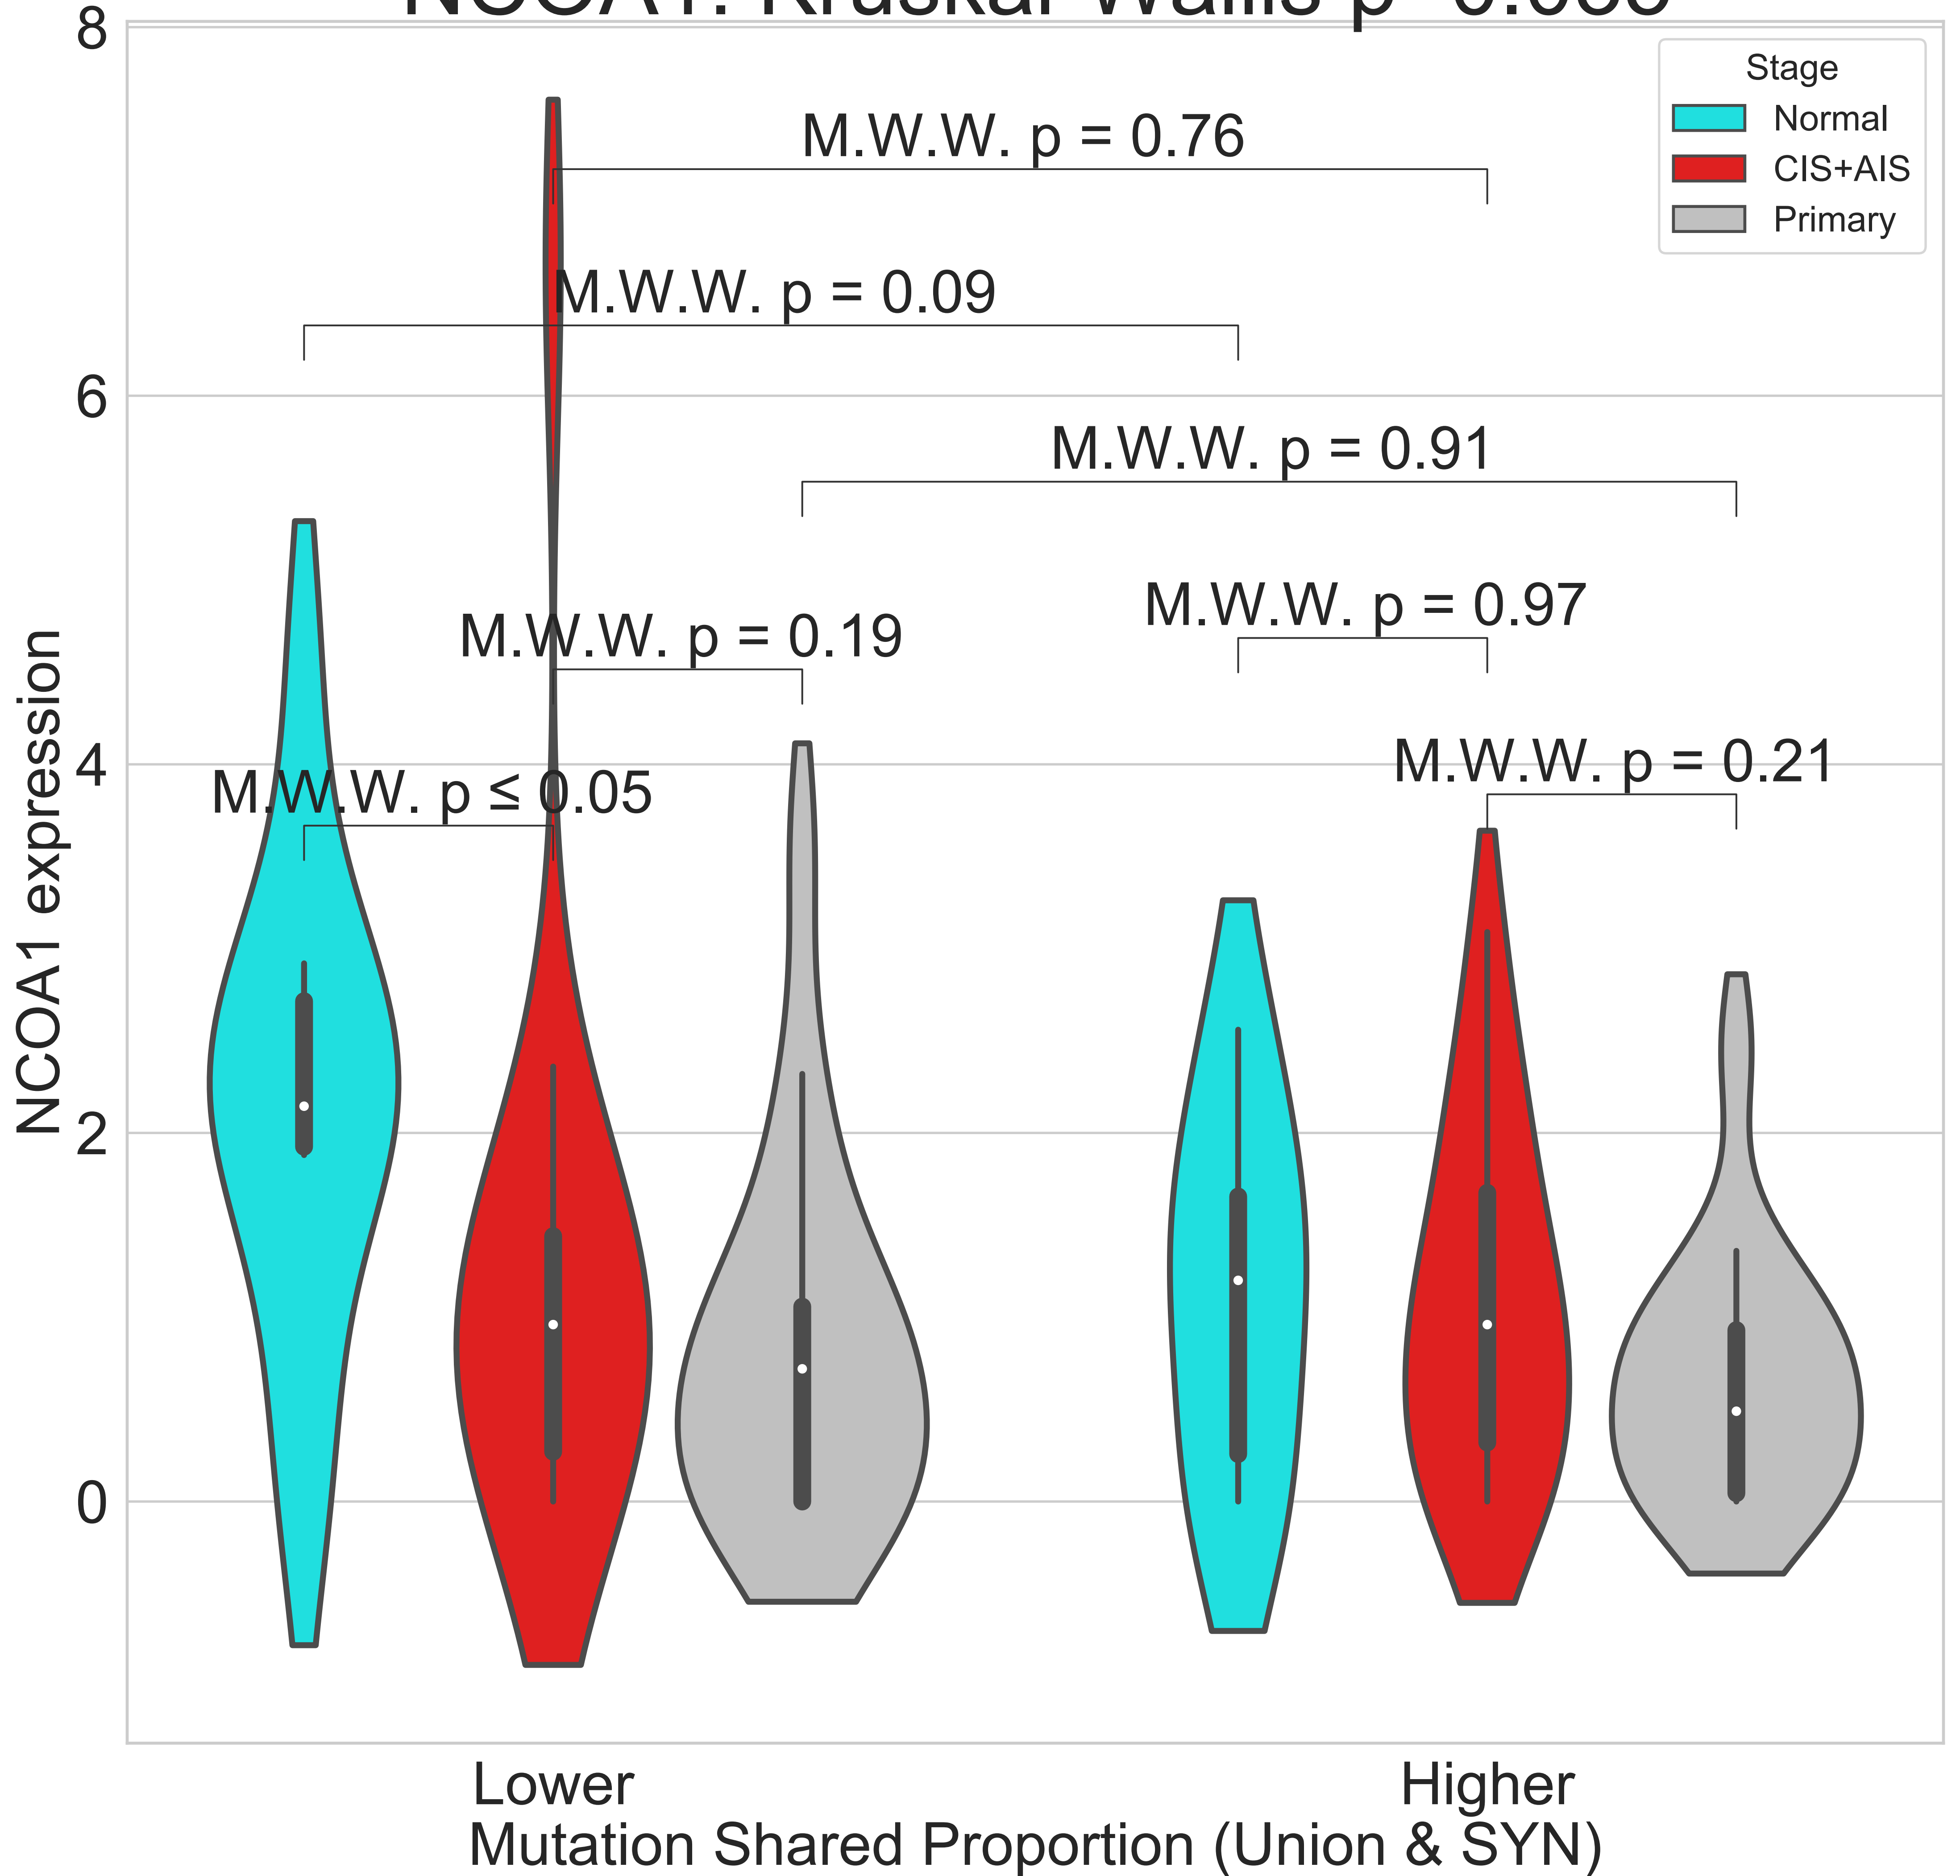 8
Stage
Normal
CIS+AIS
Primary
M.W.W. p = 0.76
M.W.W. p = 0.09
6
M.W.W. p = 0.91
M.W.W. p = 0.97
M.W.W. p = 0.19
M.W.W. p = 0.21
4
M.W.W. p ≤ 0.05
NCOA1 expression
2
0
Lower
Higher
Mutation Shared Proportion (Union & SYN)